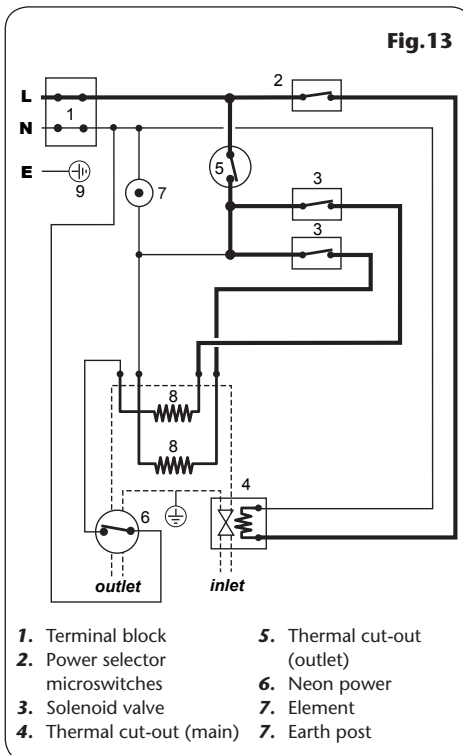 Fig.13
L
2
1
N
5
E
9
7
3
3
8
8
4
6
outlet
inlet
1. Terminal block
2. Power selector
microswitches
3. Solenoid valve
4. Thermal cut-out (main)
5. Thermal cut-out
(outlet)
6. Neon power
7. Element
7. Earth post